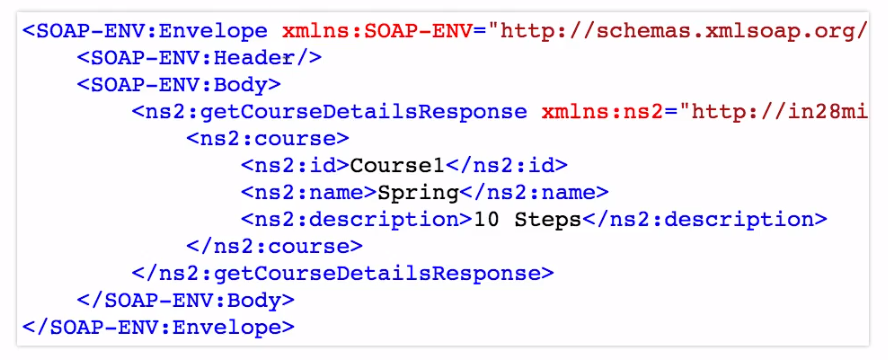 <SOAP-ENV:Envelope xmlns:SOAP-ENV="http://schemas.xmlsoap.org/
<SOAP-ENV:Header/>
<SOAP-ENV:Body>
<ns2:getCourseDetailsResponse xmlns:ns2="http://in28mi
<ns2:course>
<ns2:id>Course1</ns2:id>
<ns2:name>Spring</ns2:name>
<ns2:description>10 Steps</ns2:description>
</ns2:course>
</ns2:getCourseDetailsResponse>
</SOAP-ENV:Body>
</SOAP-ENV:Envelope>